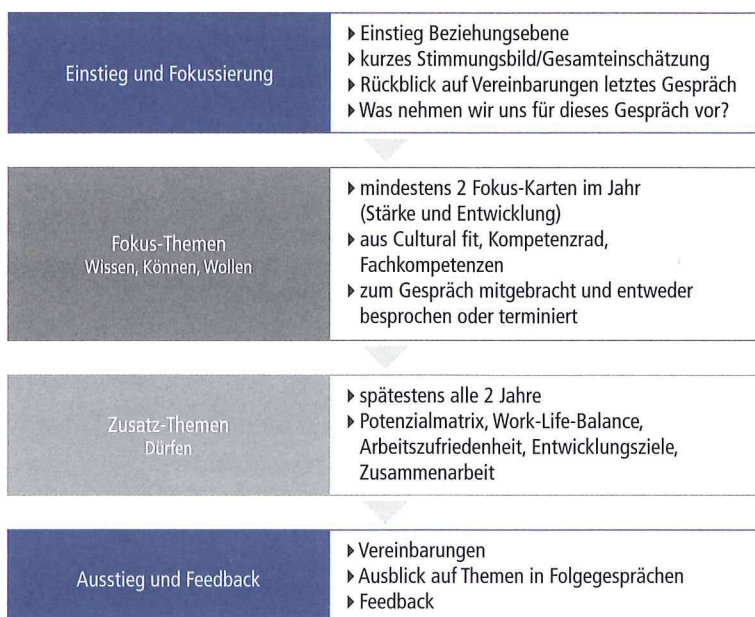 Einstieg und Fokussierung
▸ Einstieg Beziehungsebene
▸ kurzes Stimmungsbild/Gesamteinschätzung
▸ Rückblick auf Vereinbarungen letztes Gespräch
▸ Was nehmen wir uns für dieses Gespräch vor?
Fokus-Themen
Wissen, Können, Wollen
▸ mindestens 2 Fokus-Karten im Jahr
(Stärke und Entwicklung)
▸ aus Cultural fit, Kompetenzrad,
Fachkompetenzen
▸ zum Gespräch mitgebracht und entweder
besprochen oder terminiert
Zusatz-Themen
Dürfen
▸ spätestens alle 2 Jahre
▸ Potenzialmatrix, Work-Life-Balance,
Arbeitszufriedenheit, Entwicklungsziele,
Zusammenarbeit
Ausstieg und Feedback
▸ Vereinbarungen
▸ Ausblick auf Themen in Folgegesprächen
▸ Feedback